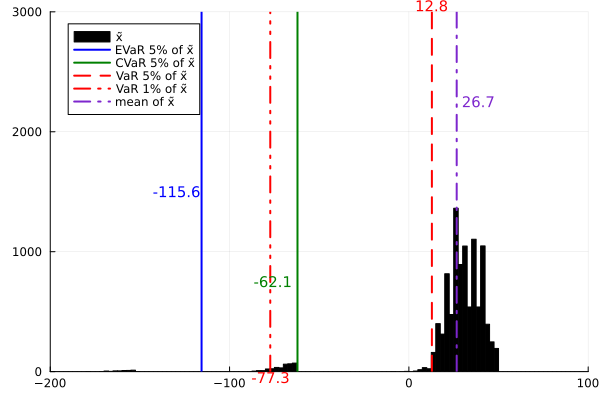 12.8
3000
x̃
EVaR 5% of x̃
CVaR 5% of x̃
VaR 5% of x̃
VaR 1% of x̃
mean of x̃
26.7
2000
-115.6
1000
-62.1
0
-77.3
−200
−100
0
100